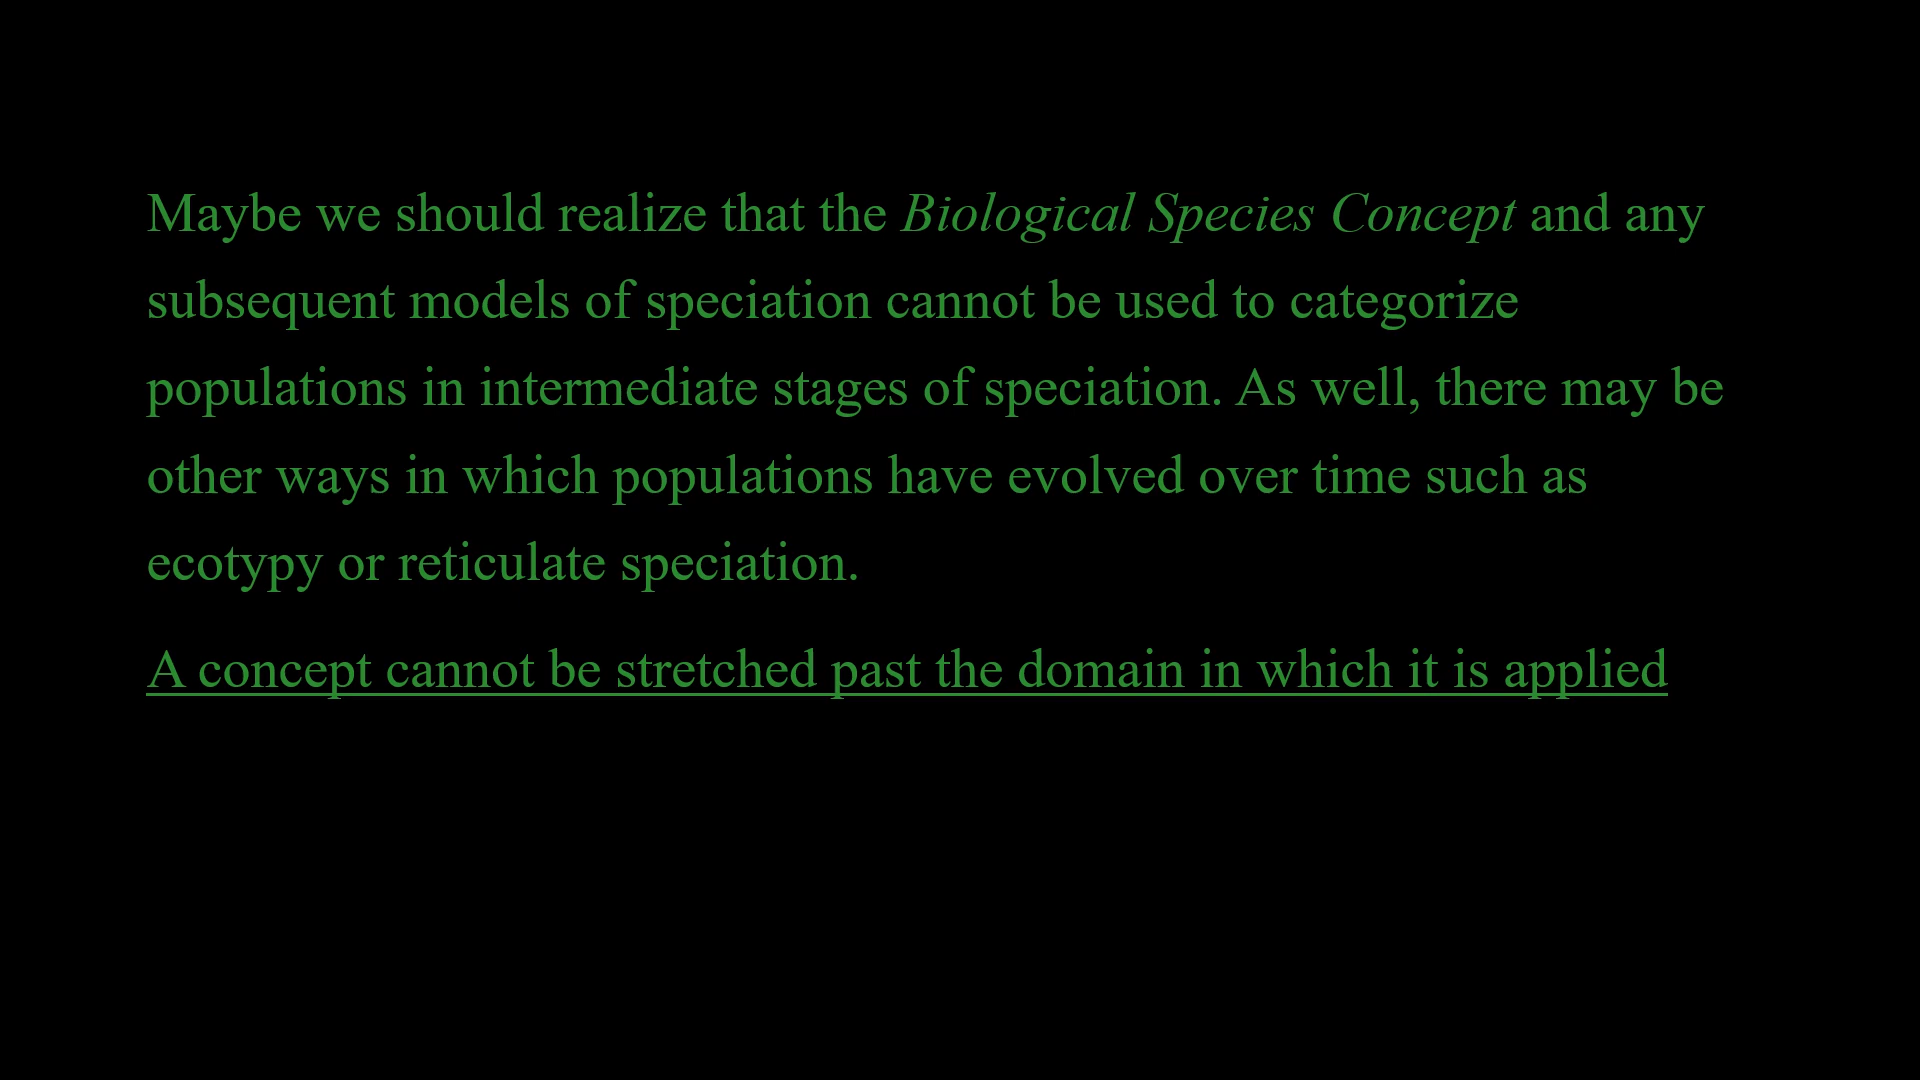 Maybe we should realize that the Biological Species Concept and any
subsequent models of speciation cannot be used to categorize
populations in intermediate stages of speciation. As well, there may be
other ways in which populations have evolved over time such as
ecotypy or reticulate speciation.
A concept cannot be stretched past the domain in which it is applied